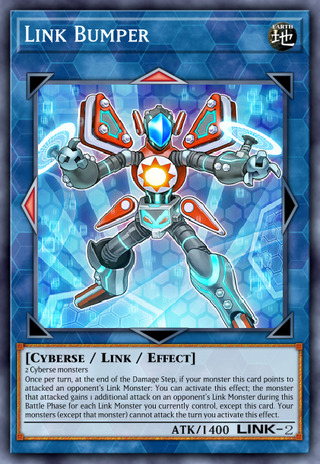 Link Bumper
EARTH
地
[Cyberse / Link / Effect]
2 Cyberse monsters
Once per turn, at the end of the Damage Step, if your monster this card points to
attacked an opponent's Link Monster: You can activate this effect; the monster
that attacked gains 1 additional attack on an opponent's Link Monster during this
Battle Phase for each Link Monster you currently control, except this card. Your
monsters (except that monster) cannot attack the turn you activate this effect.
ATK/1400 LINK-2